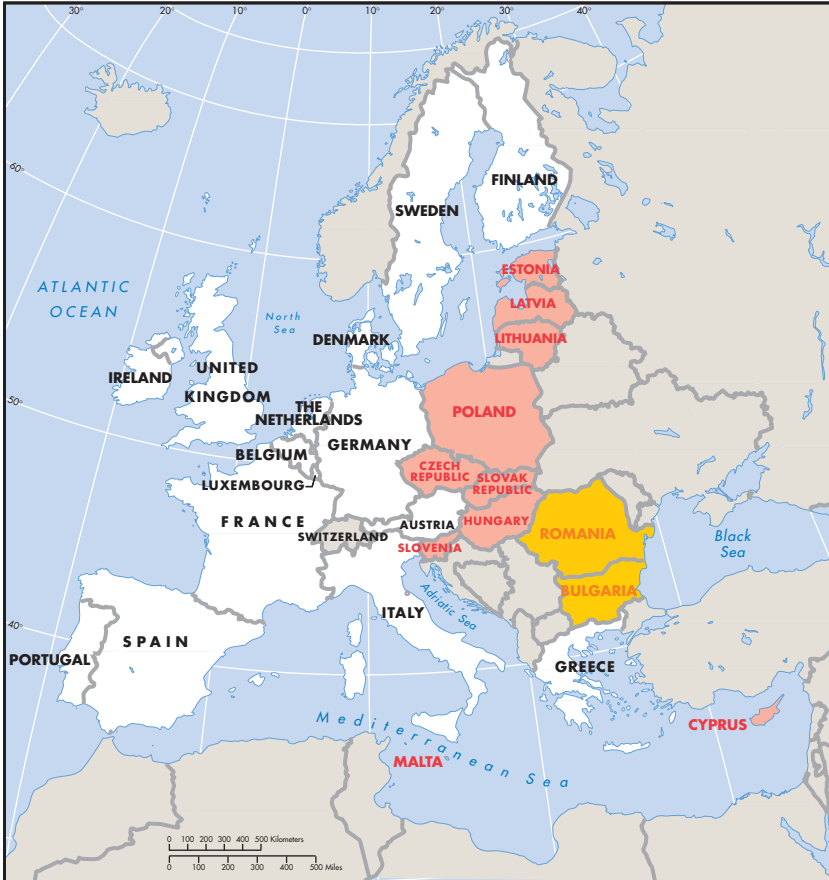 30° 20° 10° 0° 10° 20° 30° 40°
60°
FINLAND
SWEDEN
ESTONIA
ATLANTIC
OCEAN
LATVIA
North
Sea
LITHUANIA
DENMARK
UNITED
KINGDOM
IRELAND
50°
THE
NETHERLANDS
POLAND
GERMANY
BELGIUM
CZECH
REPUBLIC
SLOVAK
REPUBLIC
LUXEMBOURG
FRANCE
AUSTRIA
HUNGARY
SWITZERLAND
SLOVENIA
ROMANIA
Black
Sea
BULGARIA
Adriatic Sea
ITALY
40°
SPAIN
PORTUGAL
GREECE
Mediterranean Sea
CYPRUS
MALTA
0 100 200 300 400 500 Kilometers
0 100 200 300 400 500 Miles